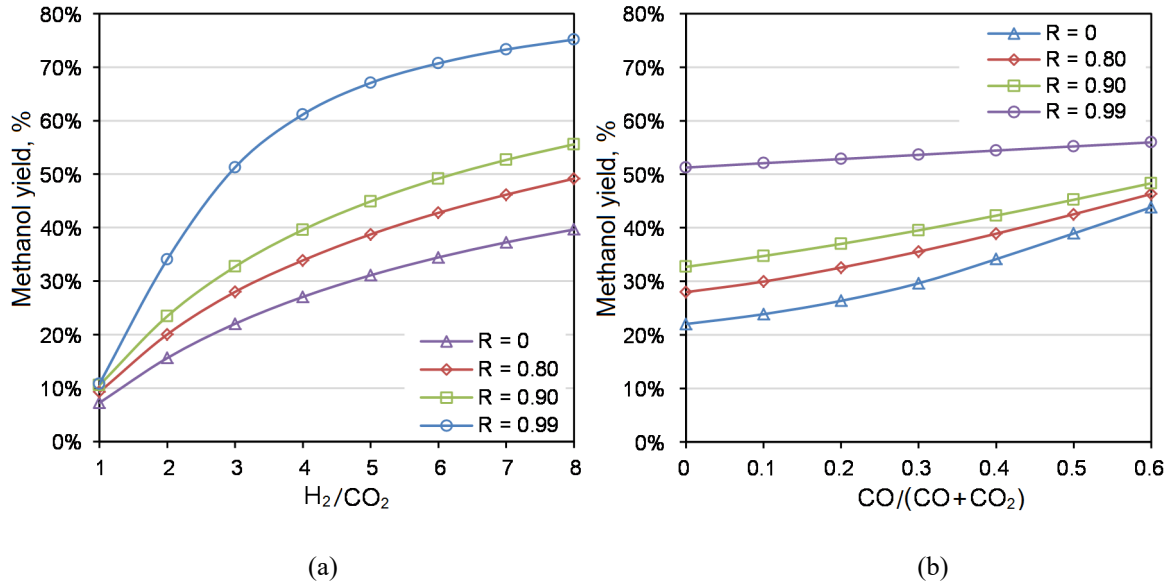 80%
70%
60%
50%
40%
30%
20%
10%
0%
Methanol yield, %
1 2 3 4 5 6 7 8
H₂/CO₂
R = 0
R = 0.80
R = 0.90
R = 0.99
(a)
80%
70%
60%
50%
40%
30%
20%
10%
0%
Methanol yield, %
0 0.1 0.2 0.3 0.4 0.5 0.6
CO/(CO+CO₂)
R = 0
R = 0.80
R = 0.90
R = 0.99
(b)